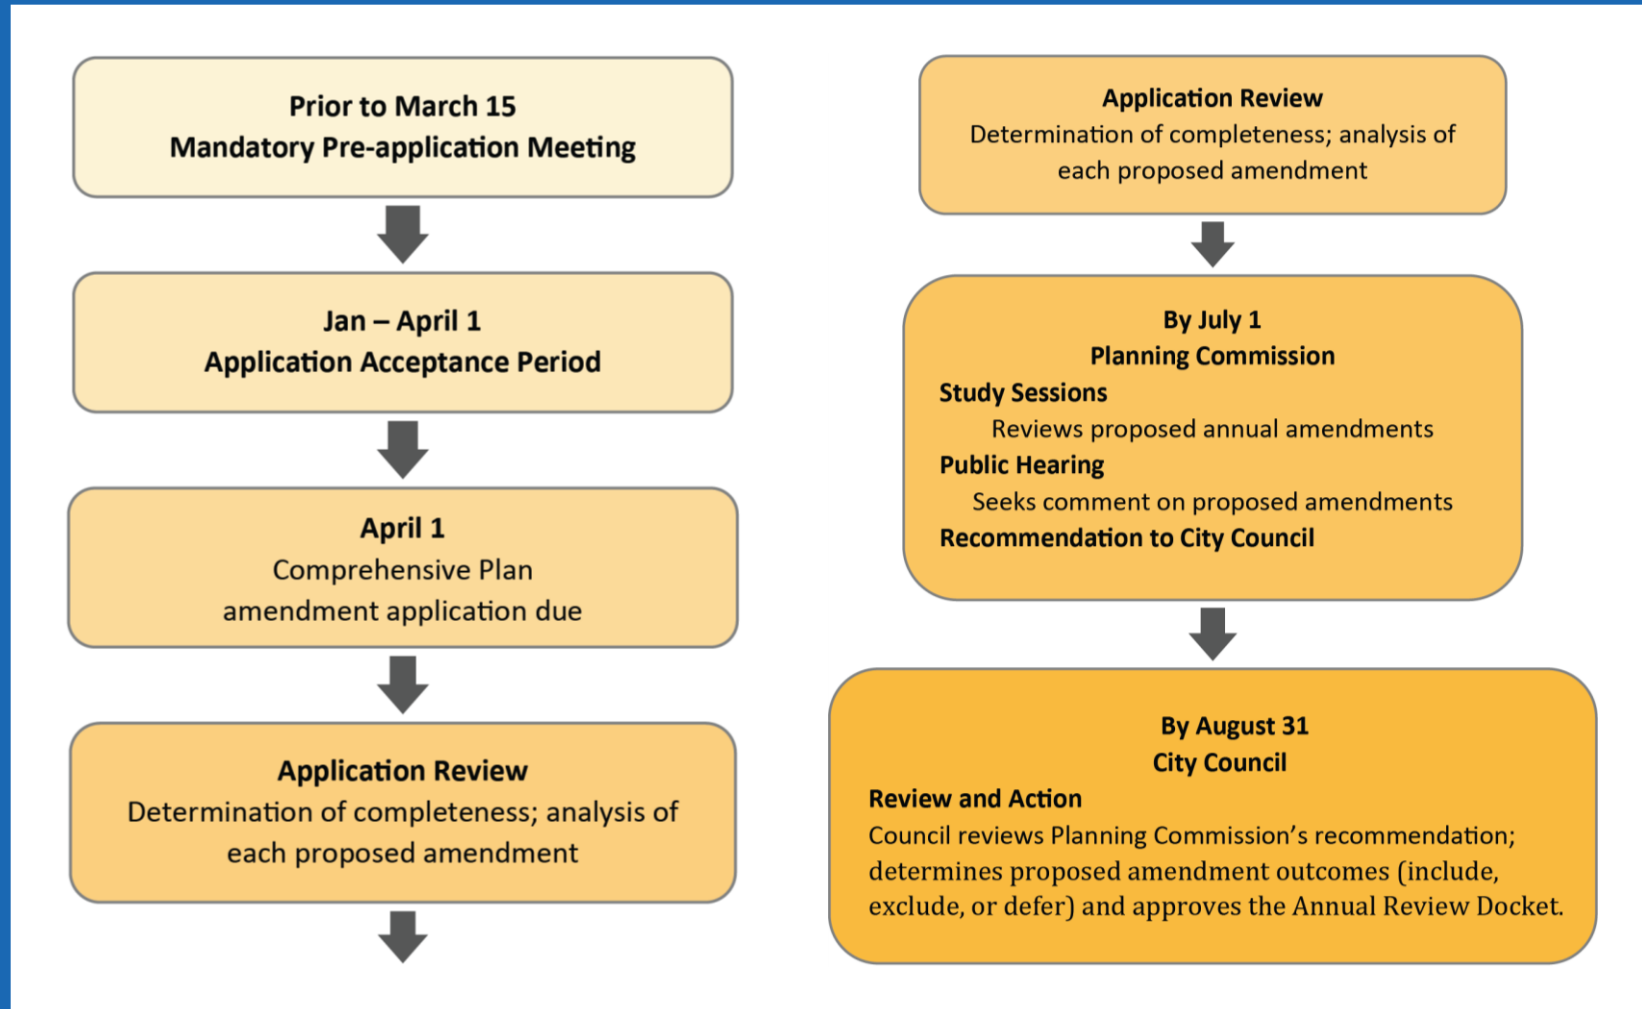 Prior to March 15
Mandatory Pre-application Meeting
Jan – April 1
Application Acceptance Period
April 1
Comprehensive Plan
amendment application due
Application Review
Determination of completeness; analysis of
each proposed amendment
Application Review
Determination of completeness; analysis of
each proposed amendment
By July 1
Planning Commission
Study Sessions
Reviews proposed annual amendments
Public Hearing
Seeks comment on proposed amendments
Recommendation to City Council
By August 31
City Council
Review and Action
Council reviews Planning Commission’s recommendation;
determines proposed amendment outcomes (include,
exclude, or defer) and approves the Annual Review Docket.